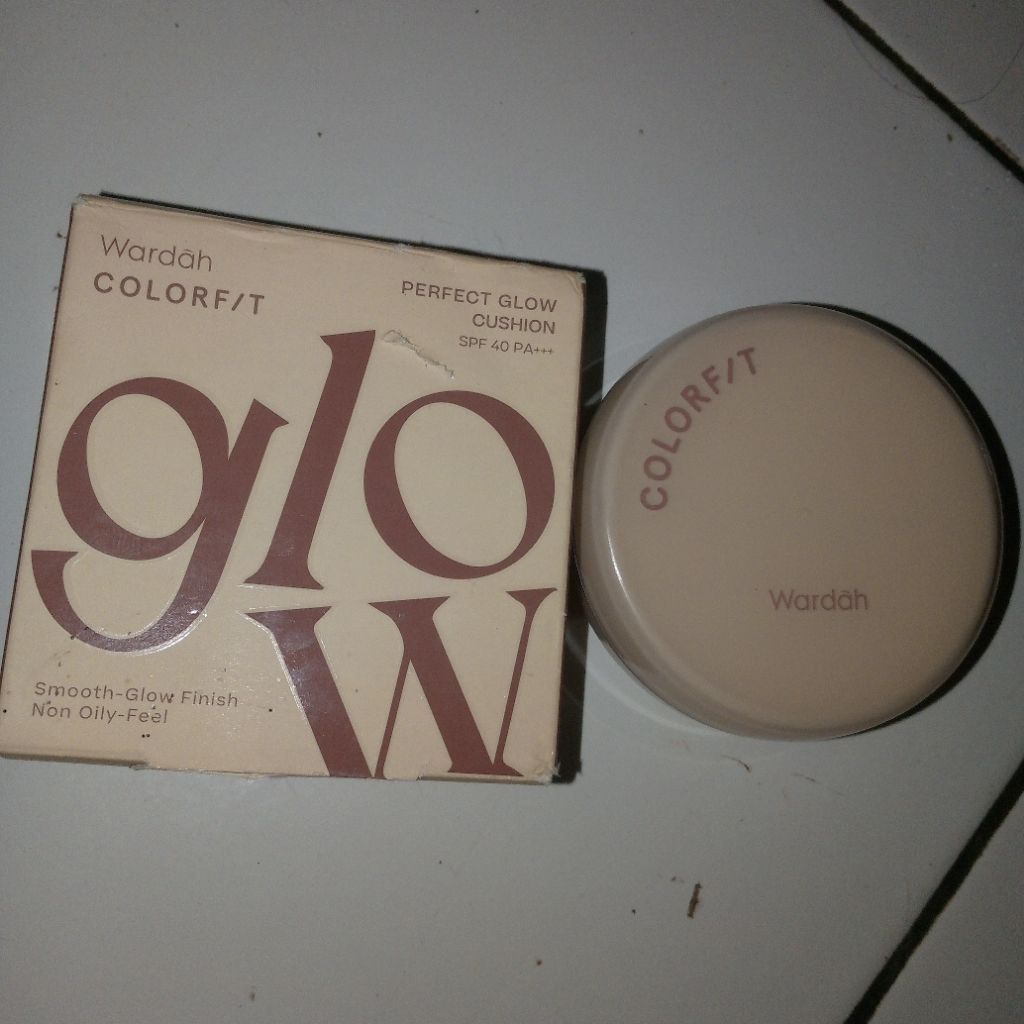 Wardāh
COLORF/T
PERFECT GLOW
CUSHION
SPF 40 PA+++
glo
w
Smooth-Glow Finish
Non Oily-Feel
COLORF/T
Wardāh